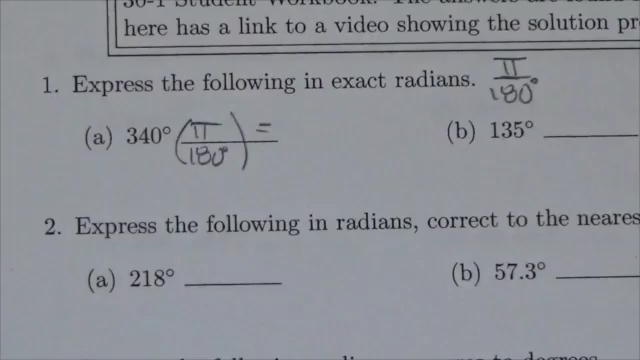 30-1 Student Workbook. The answers are found
here has a link to a video showing the solution pr
1. Express the following in exact radians. π/180°
(a) 340° (π/180°) =
(b) 135°
2. Express the following in radians, correct to the neares
(a) 218°
(b) 57.3°
to degrees